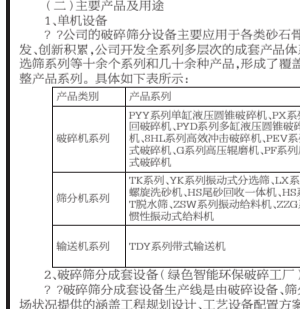 (二)主要产品及用途
1、单机设备
? ?公司的破碎筛分设备主要应用于各类砂石骨
发、创新积累,公司开发全系列多层次的成套产品体
选筛系列等十余个系列和几十余种产品,形成了覆盖
整产品系列。具体如下表所示:
产品类别 产品系列
PYY系列单缸液压圆锥破碎机、PX系
回破碎机、PYD系列多缸液压圆锥破碎
破碎机系列 机、SHL系列高效冲击破碎机、PEV系
式破碎机、G系列高压辊磨机、PF系列
式破碎机
TK系列、YK系列振动式分选筛、LX系
螺旋洗砂机、HS尾砂回收一体机、HS
筛分机系列 T脱水筛、ZSW系列振动给料机、ZZG
惯性振动式给料机
输送机系列 TDY系列带式输送机
2、破碎筛分成套设备(绿色智能环保破碎工厂)
? ?破碎筛分成套设备生产线是由破碎设备、筛分
场状况提供的涵盖工程规划设计、工艺设备配置方案